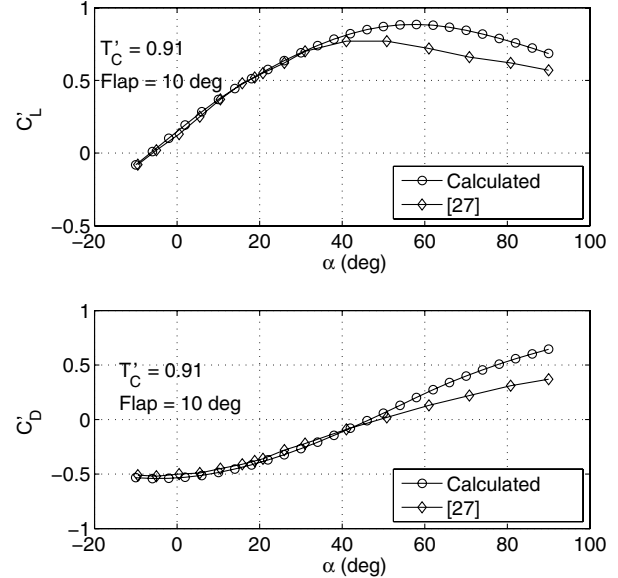 1
0.5
0
−0.5
C'L
T'C = 0.91
Flap = 10 deg
Calculated
[27]
−20 0 20 40 60 80 100
α (deg)
1
0.5
0
−0.5
−1
C'D
T'C = 0.91
Flap = 10 deg
Calculated
[27]
−20 0 20 40 60 80 100
α (deg)